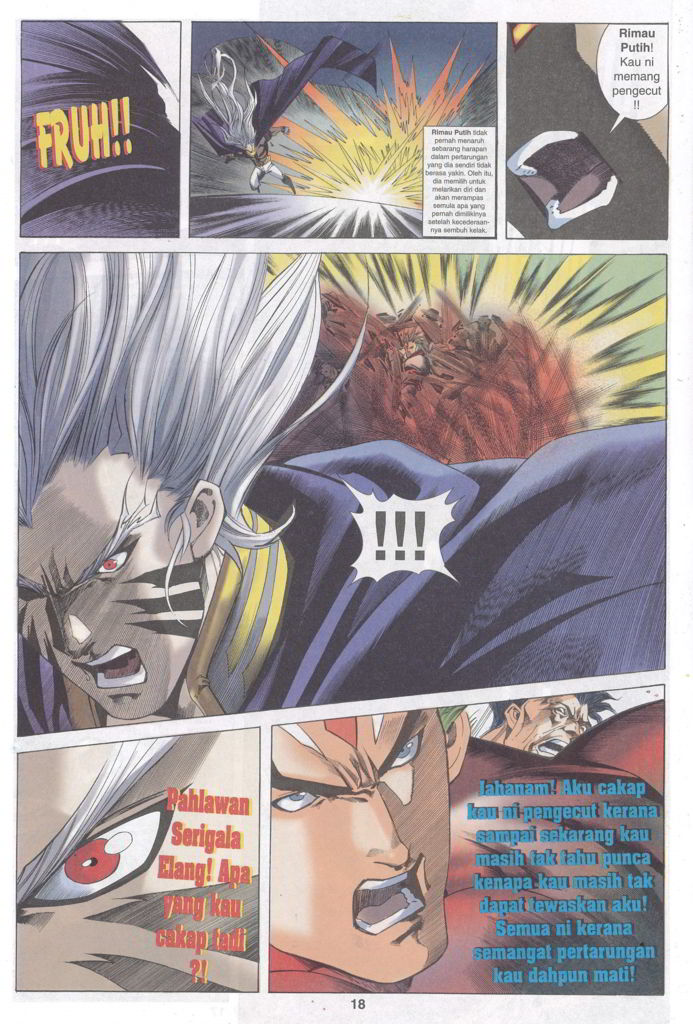 FRUH!!
Rimau Putih tidak
pernah menaruh
sebarang harapan
dalam pertarungan
yang dia sendiri tidak
berasa yakin. Oleh itu,
dia memilih untuk
melarikan diri dan
akan merampas
semula apa yang
pernah dimilikinya
setelah kecederaan-
nya sembuh kelak.
Rimau
Putih!
Kau ni
memang
pengecut
!!
!!!
Pahlawan
Serigala
Elang! Apa
yang kau
cakap tadi
?!
Jahanam! Aku cakap
kau ni pengecut kerana
sampai sekarang kau
masih tak tahu punca
kenapa kau masih tak
dapat tewaskan aku!
Semua ni kerana
semangat pertarungan
kau dahpun mati!
18